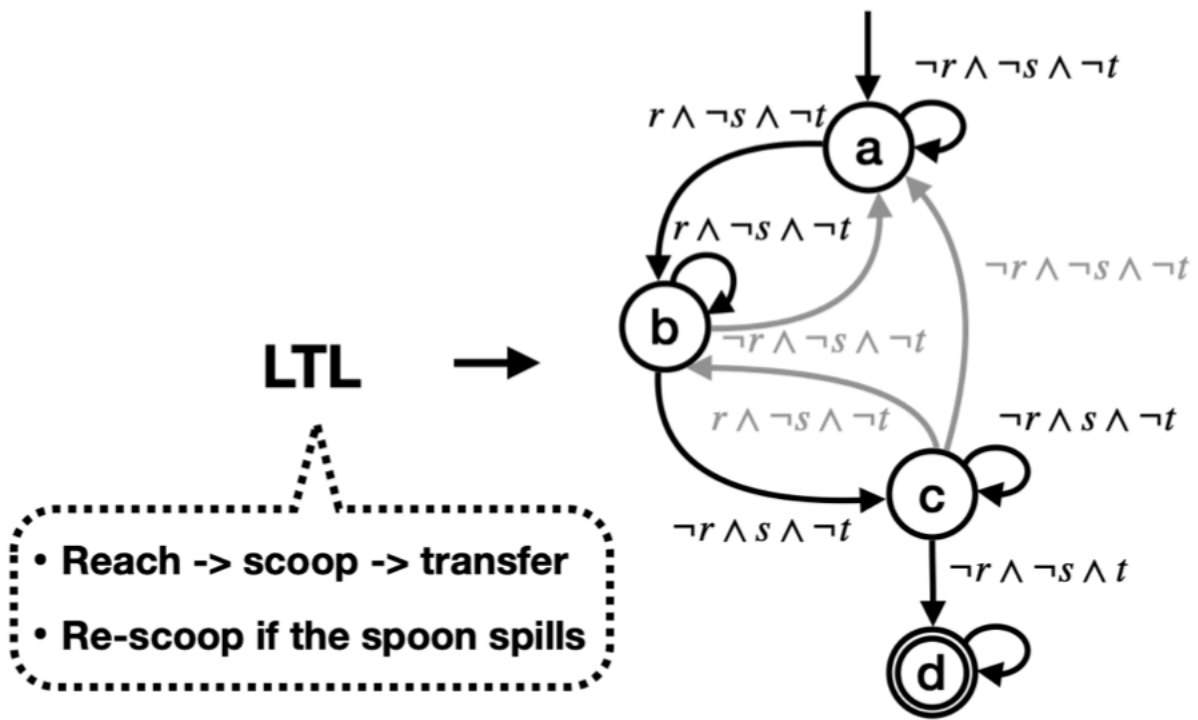 ¬r ∧ ¬s ∧ ¬t
r ∧ ¬s ∧ ¬t
a
r ∧ ¬s ∧ ¬t
¬r ∧ ¬s ∧ ¬t
b
¬r ∧ ¬s ∧ ¬t
LTL
r ∧ ¬s ∧ ¬t
¬r ∧ s ∧ ¬t
c
¬r ∧ s ∧ ¬t
• Reach -> scoop -> transfer
¬r ∧ ¬s ∧ t
• Re-scoop if the spoon spills
d